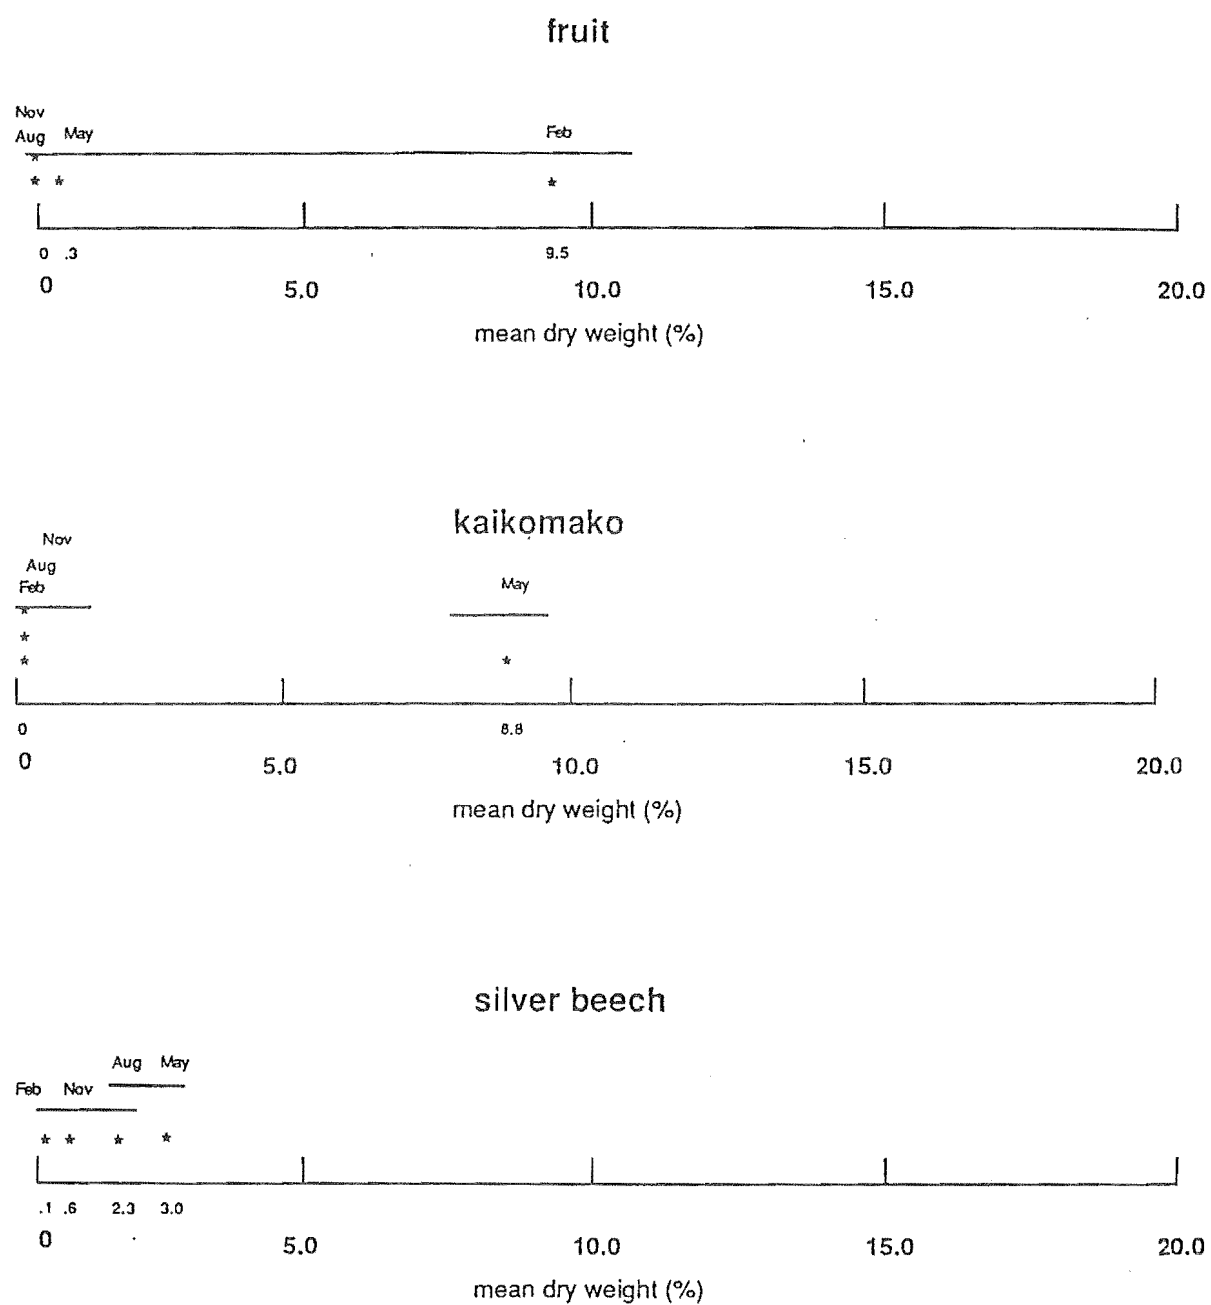 fruit
Nov
Aug May Feb
*
* * *
0 .3 9.5
0 5.0 10.0 15.0 20.0
mean dry weight (%)
kaikomako
Nov
Aug
Feb May
*
*
* *
0 8.8
0 5.0 10.0 15.0 20.0
mean dry weight (%)
silver beech
Aug May
Feb Nov
* * * *
.1 .6 2.3 3.0
0 5.0 10.0 15.0 20.0
mean dry weight (%)